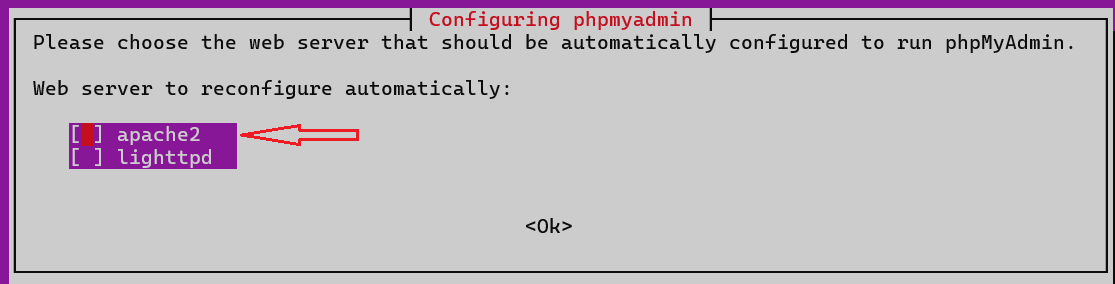 Configuring phpmyadmin
Please choose the web server that should be automatically configured to run phpMyAdmin.
Web server to reconfigure automatically:
[ ] apache2
[ ] lighttpd
<Ok>